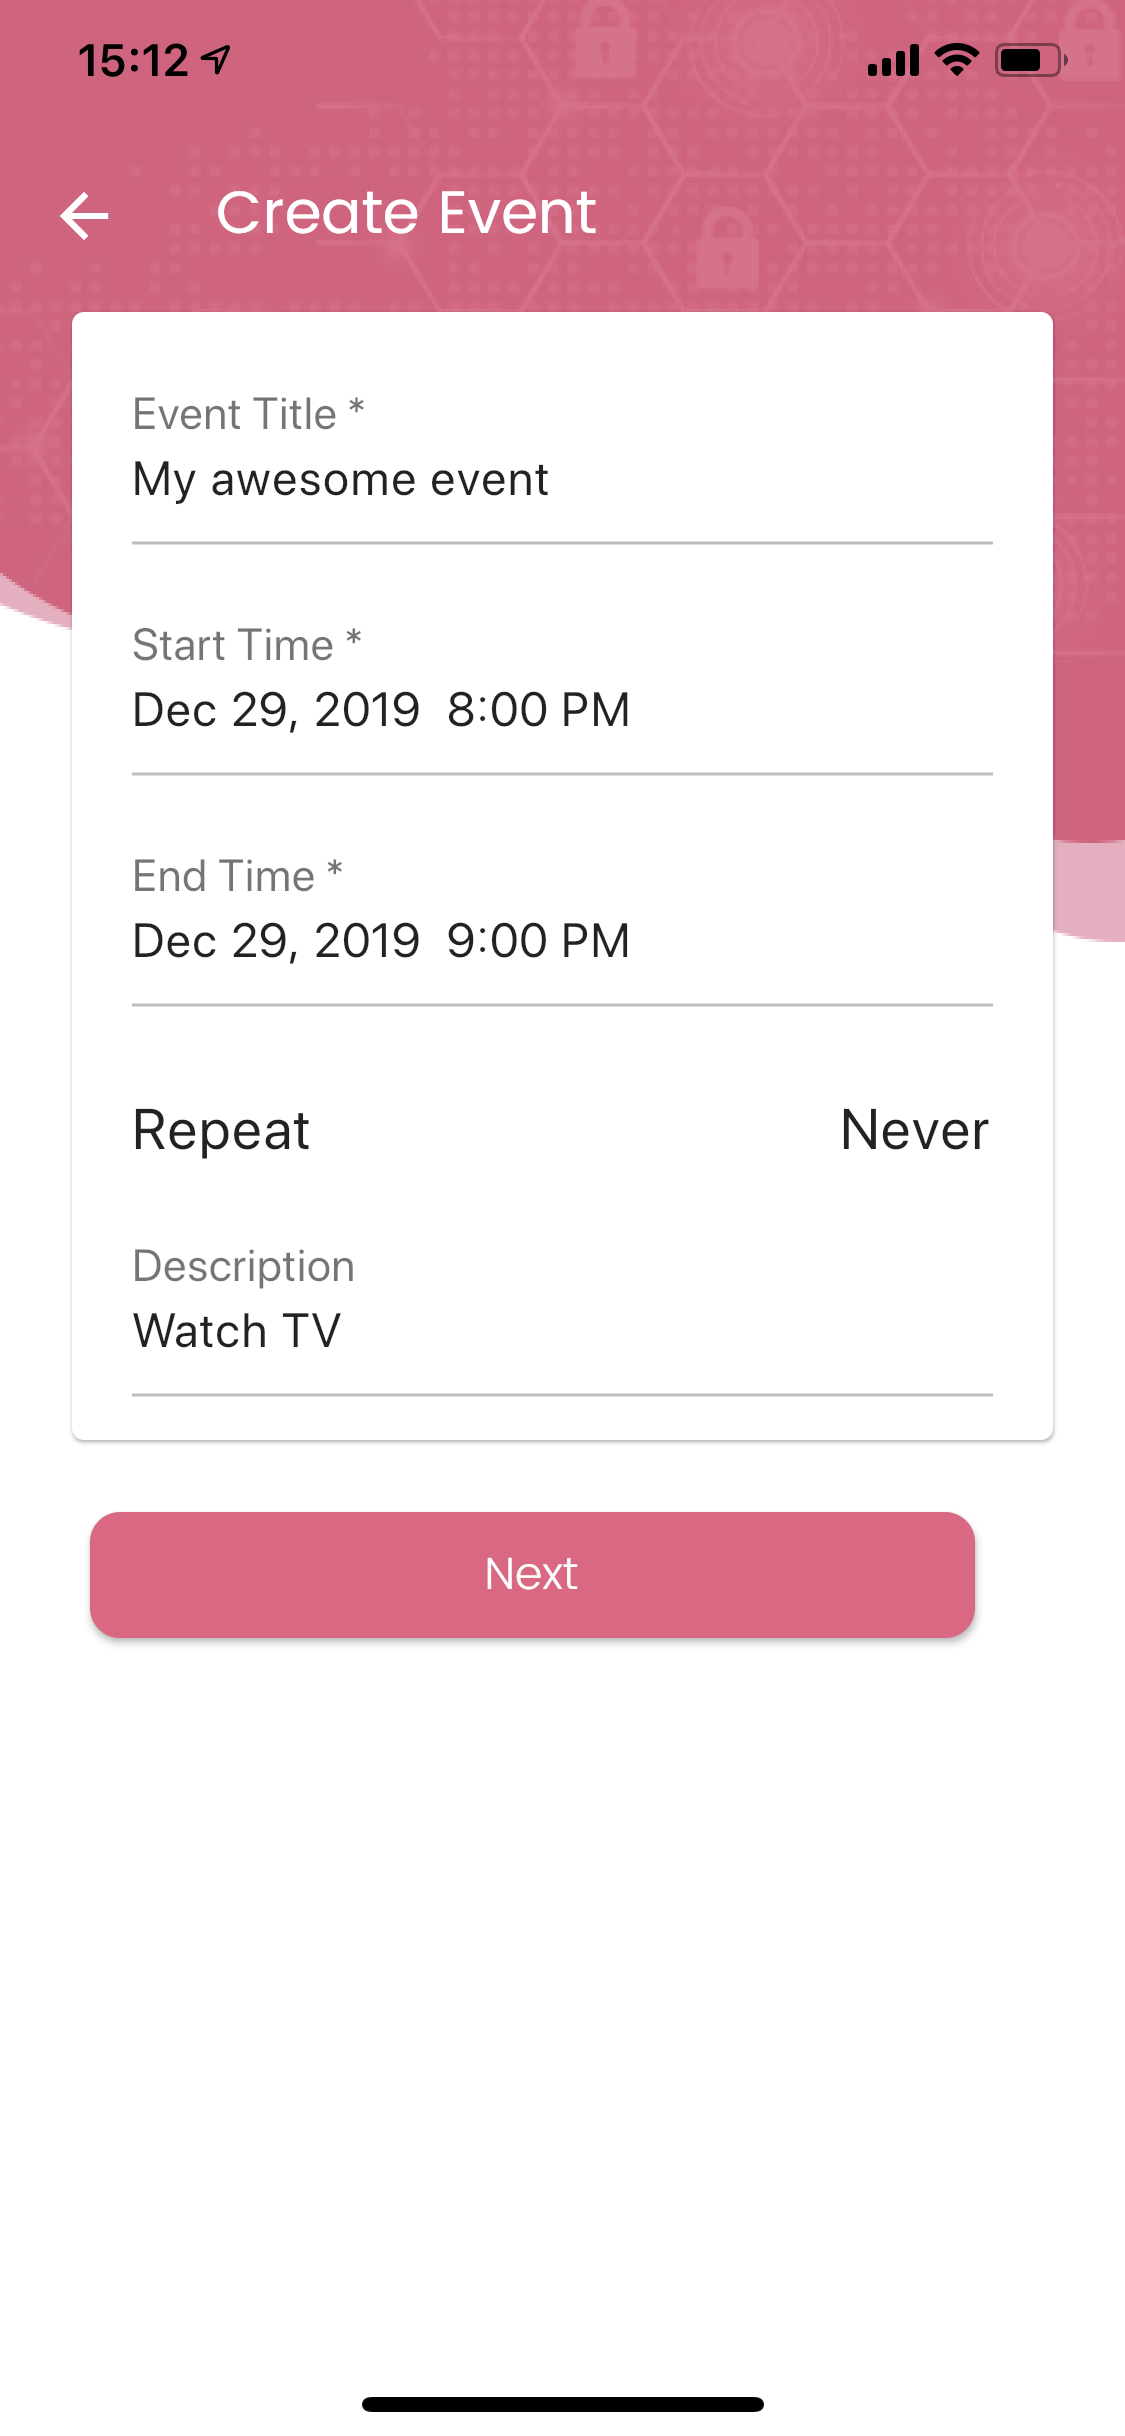 15:12
Create Event
Event Title *
My awesome event
Start Time *
Dec 29, 2019  8:00 PM
End Time *
Dec 29, 2019  9:00 PM
Repeat Never
Description
Watch TV
Next